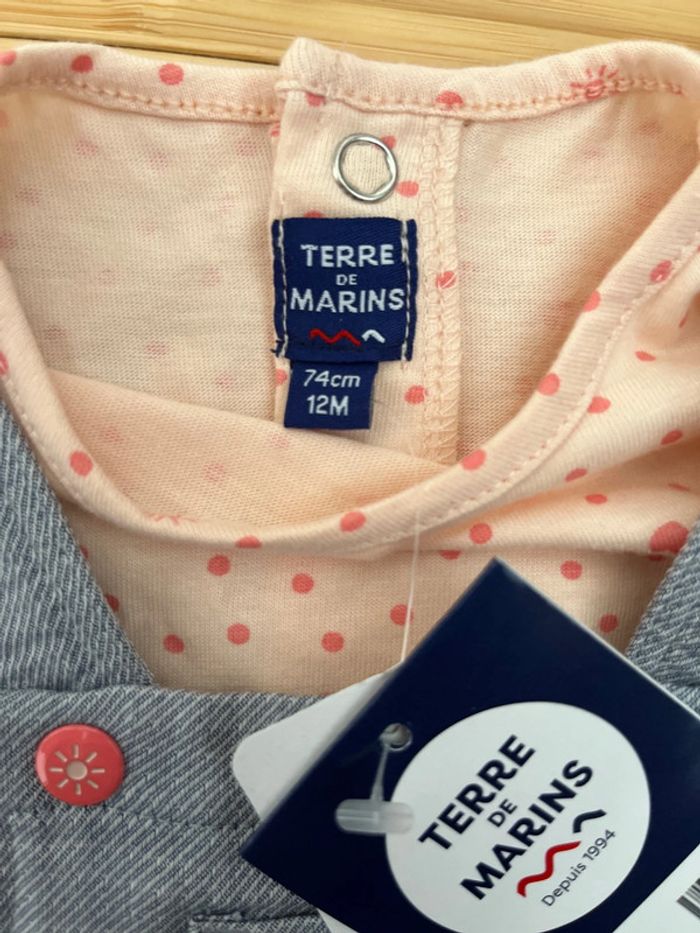 TERRE
DE
MARINS
74cm
12M
TERRE
DE
MARINS
Depuis 1994